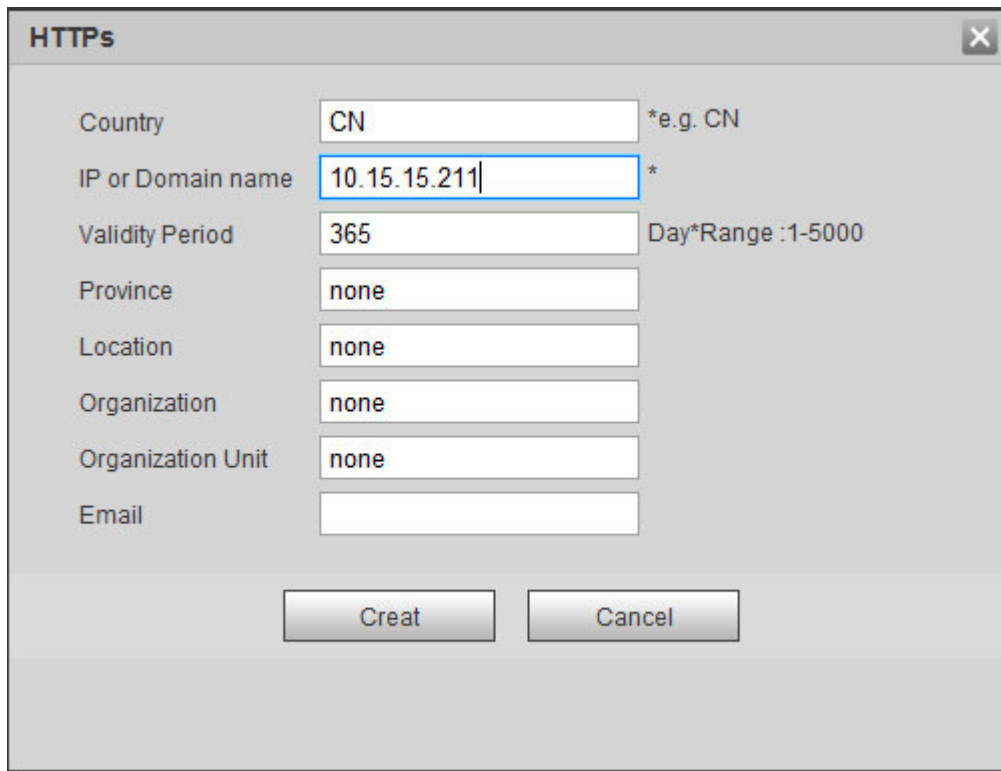 HTTPs
Country CN *e.g. CN
IP or Domain name 10.15.15.211 *
Validity Period 365 Day*Range :1-5000
Province none
Location none
Organization none
Organization Unit none
Email
Creat Cancel